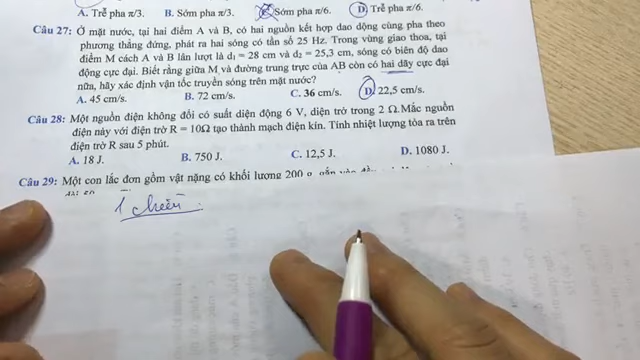 A. Trễ pha π/3. B. Sớm pha π/3. C. Sớm pha π/6. D. Trễ pha π/6.
Câu 27: Ở mặt nước, tại hai điểm A và B, có hai nguồn kết hợp dao động cùng pha theo
phương thẳng đứng, phát ra hai sóng có tần số 25 Hz. Trong vùng giao thoa, tại
điểm M cách A và B lần lượt là d₁ = 28 cm và d₂ = 25,3 cm, sóng có biên độ dao
động cực đại. Biết rằng giữa M và đường trung trực của AB còn có hai dãy cực đại
nữa, hãy xác định vận tốc truyền sóng trên mặt nước?
A. 45 cm/s. B. 72 cm/s. C. 36 cm/s. D. 22,5 cm/s.
Câu 28: Một nguồn điện không đổi có suất điện động 6 V, điện trở trong 2 Ω.Mắc nguồn
điện này với điện trở R = 10Ω tạo thành mạch điện kín. Tính nhiệt lượng tỏa ra trên
điện trở R sau 5 phút.
A. 18 J. B. 750 J. C. 12,5 J. D. 1080 J.
Câu 29: Một con lắc đơn gồm vật nặng có khối lượng 200 g, gắn vào
1 chiều.